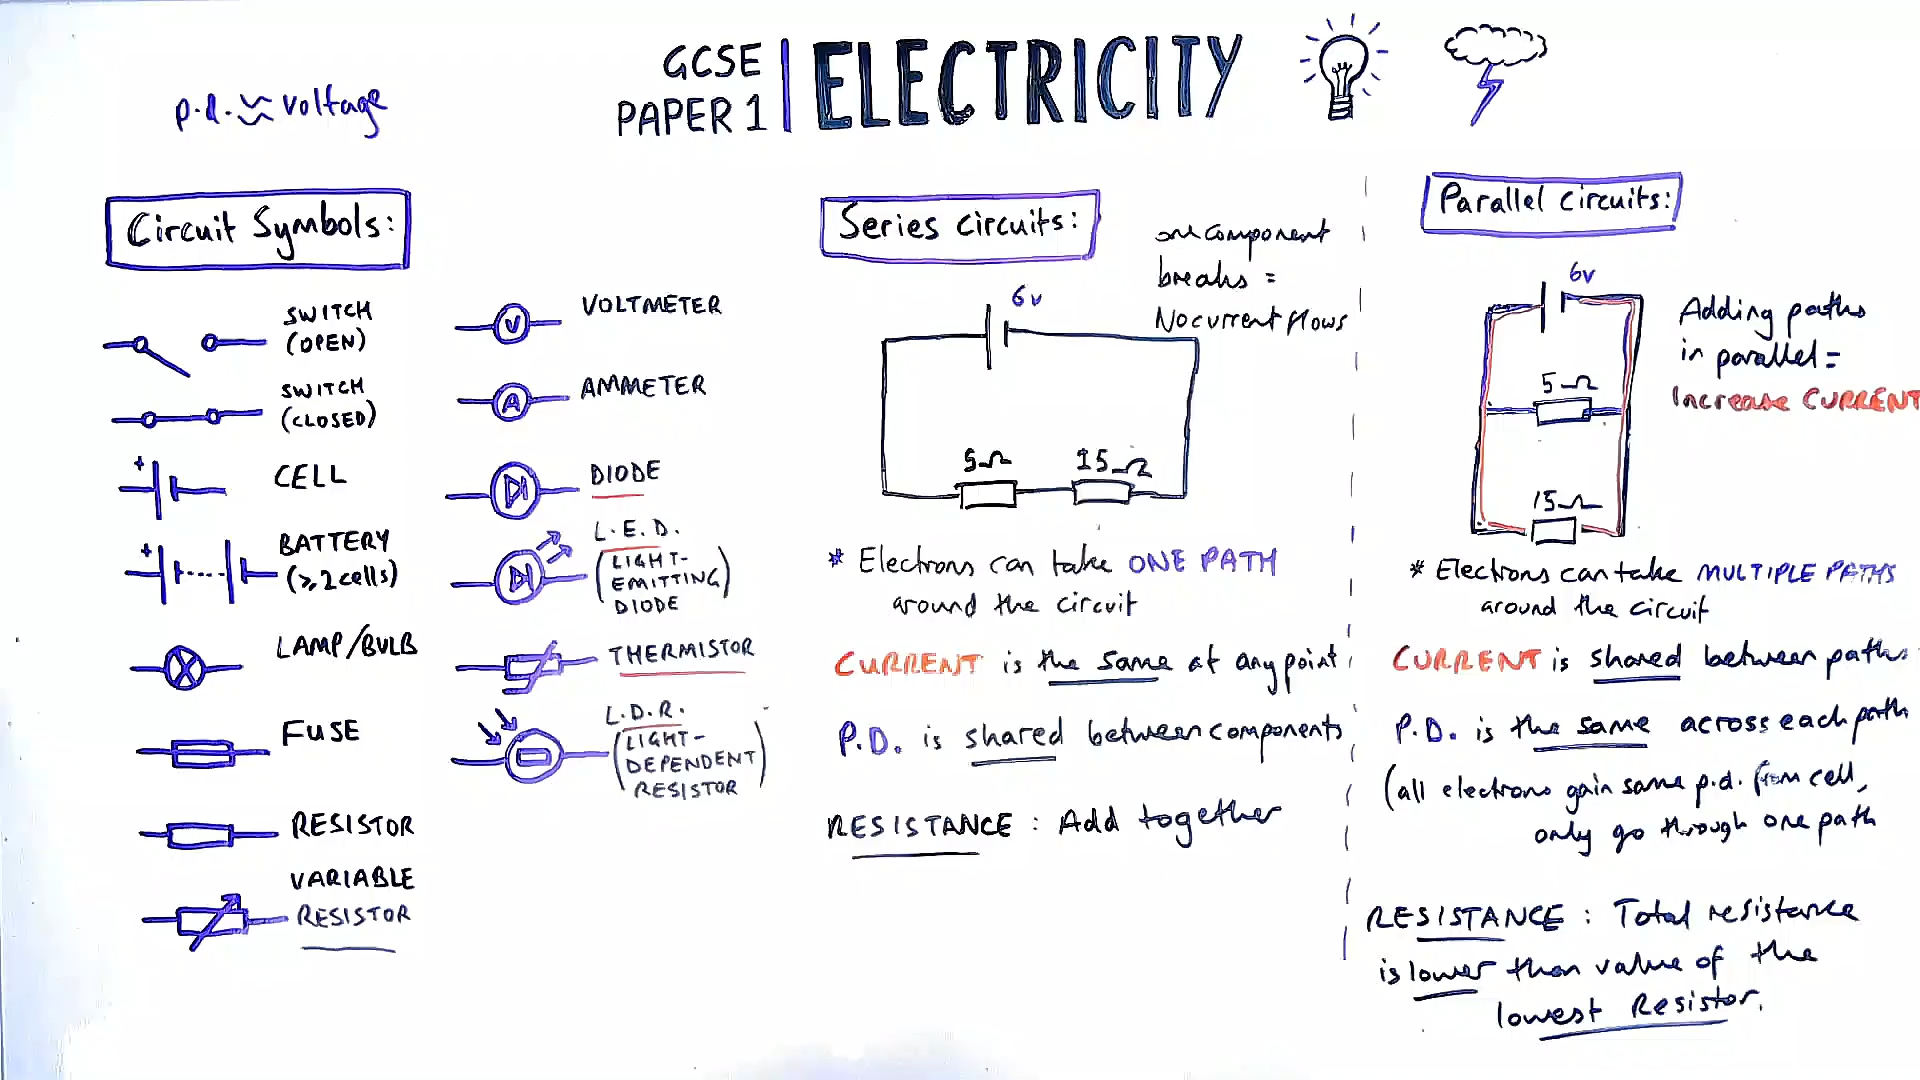 GCSE
PAPER 1
ELECTRICITY
p.d. ≈ voltage
Circuit Symbols:
SWITCH
(OPEN)
SWITCH
(CLOSED)
+
CELL
+
BATTERY
(≥2 cells)
LAMP/BULB
FUSE
RESISTOR
VARIABLE
RESISTOR
V
VOLTMETER
A
AMMETER
DIODE
L.E.D.
(LIGHT-
EMITTING
DIODE)
THERMISTOR
L.D.R.
(LIGHT-
DEPENDENT
RESISTOR)
Series Circuits:
one component
breaks =
No current flows
6v
5Ω
15Ω
* Electrons can take ONE PATH
around the circuit
CURRENT is the same at any point
P.D. is shared between components
RESISTANCE : Add together
Parallel Circuits:
6v
5Ω
15Ω
Adding paths
in parallel =
Increase CURRENT
* Electrons can take MULTIPLE PATHS
around the circuit
CURRENT is shared between paths
P.D. is the same across each path
(all electrons gain same p.d. from cell,
only go through one path
RESISTANCE : Total resistance
is lower than value of the
lowest Resistor.